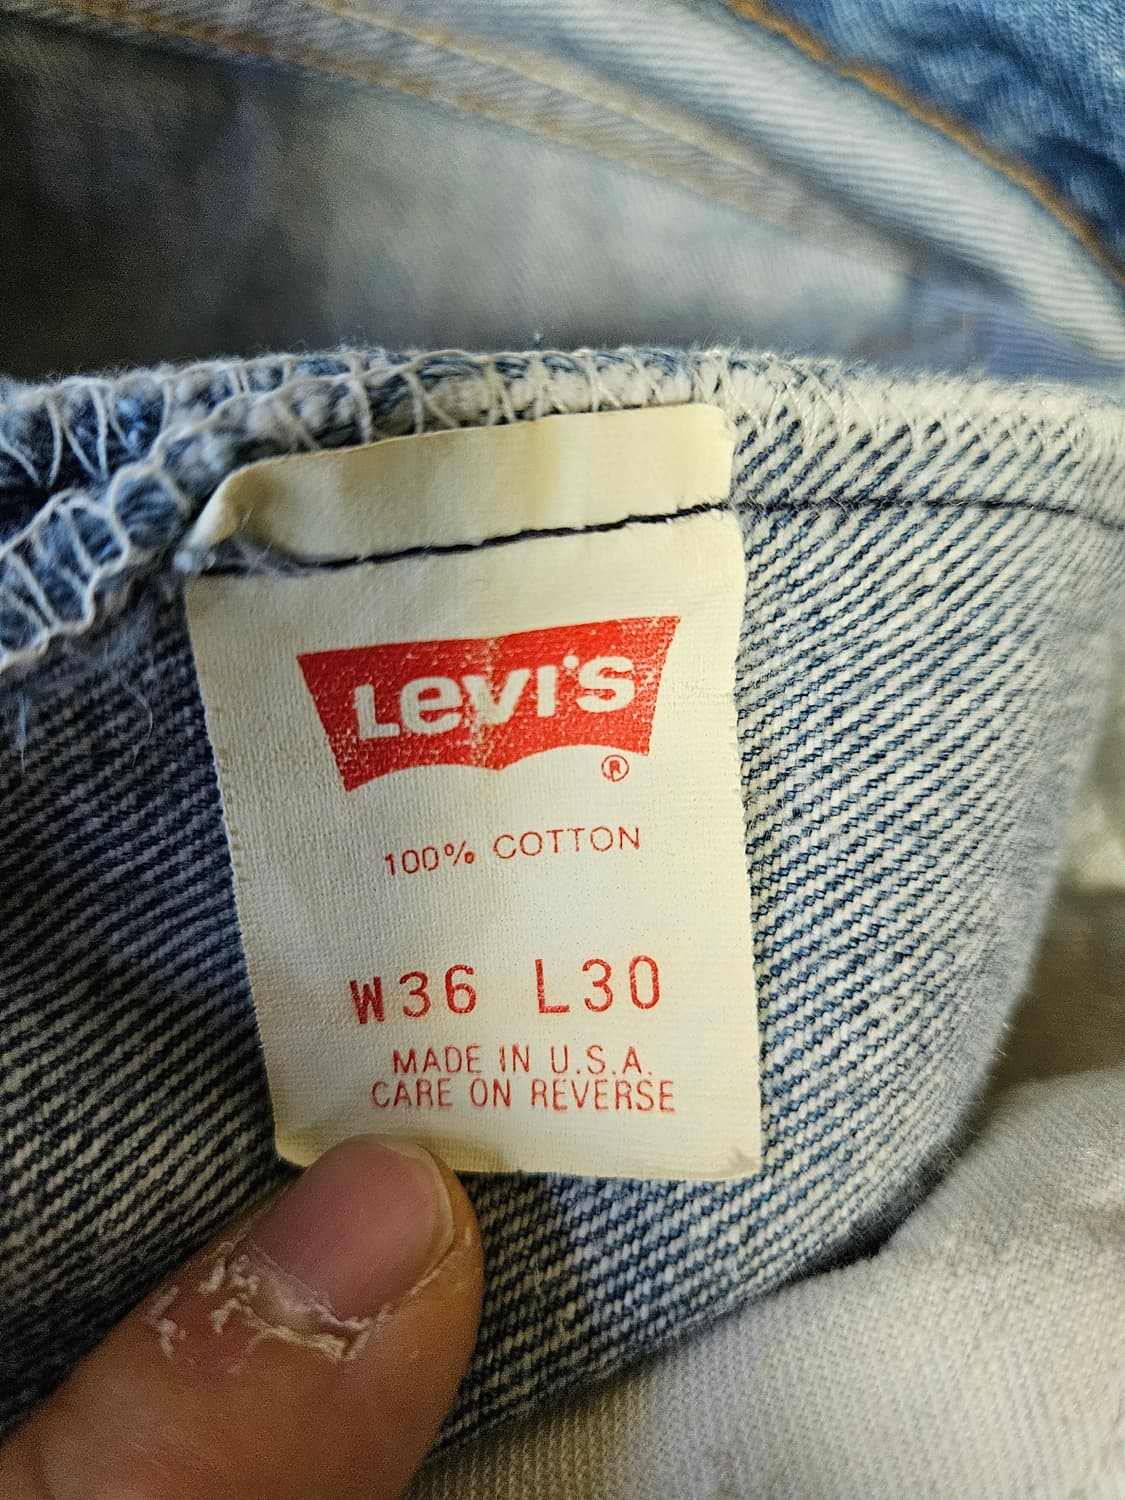 Levi's
®
100% COTTON
W36 L30
MADE IN U.S.A.
CARE ON REVERSE